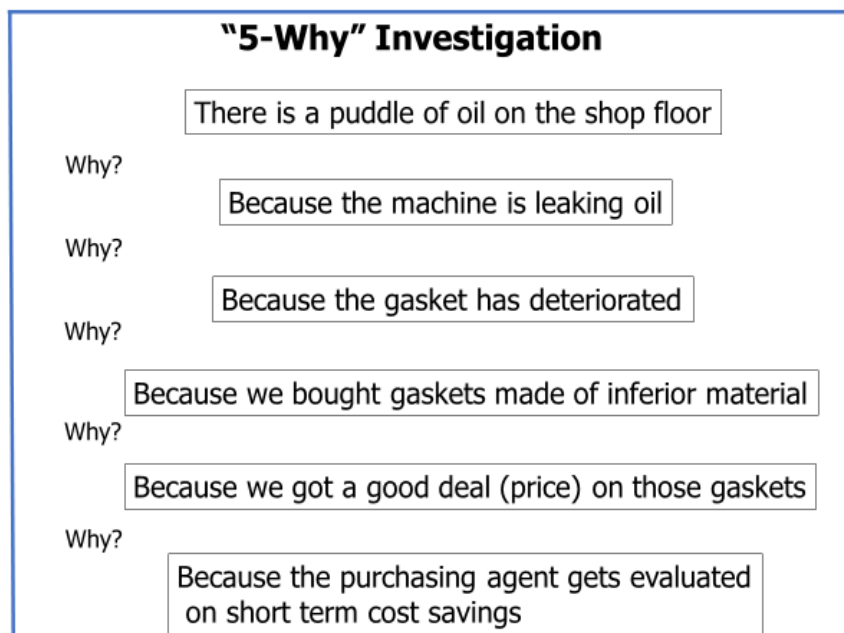 “5-Why” Investigation
There is a puddle of oil on the shop floor
Why?
Because the machine is leaking oil
Why?
Because the gasket has deteriorated
Why?
Because we bought gaskets made of inferior material
Why?
Because we got a good deal (price) on those gaskets
Why?
Because the purchasing agent gets evaluated
on short term cost savings